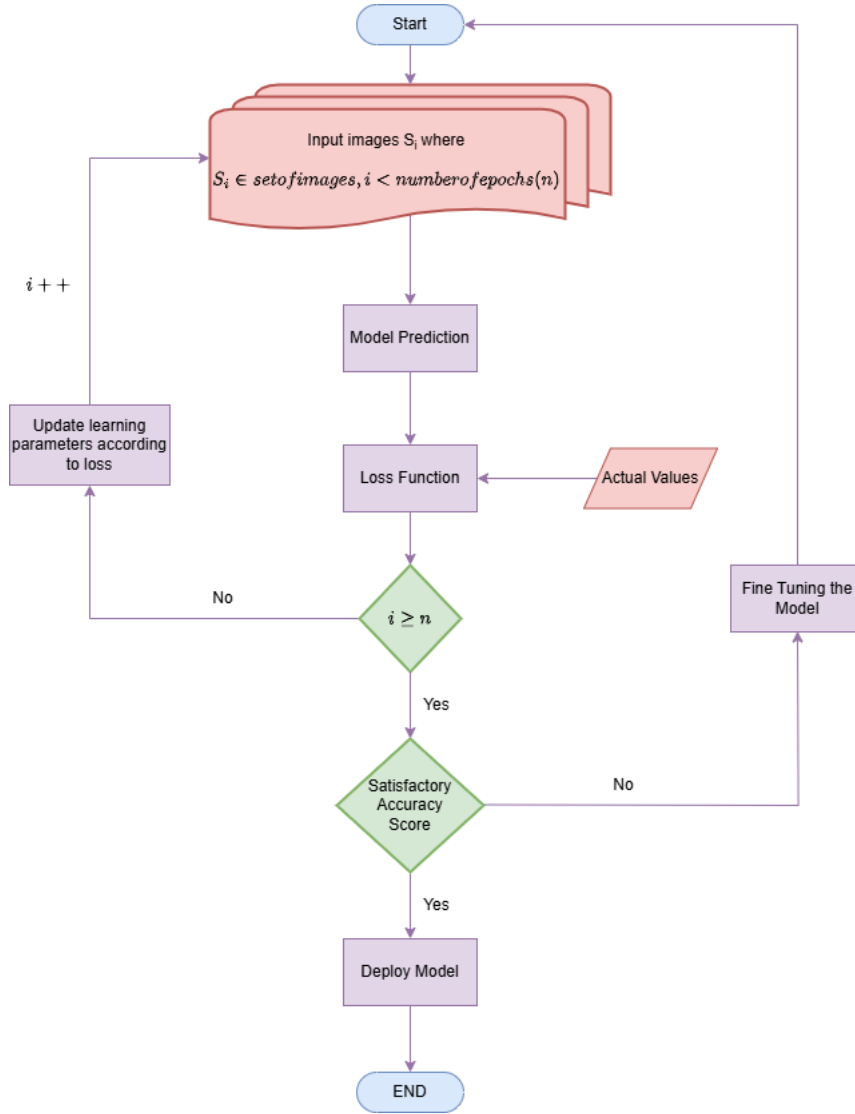 Start
Input images S_i where
S_i ∈ setofimages, i < numberofepochs(n)
i + +
Model Prediction
Update learning
parameters according
to loss
Loss Function
Actual Values
No
i ≥ n
Fine Tuning the
Model
Yes
Satisfactory
Accuracy
Score
No
Yes
Deploy Model
END